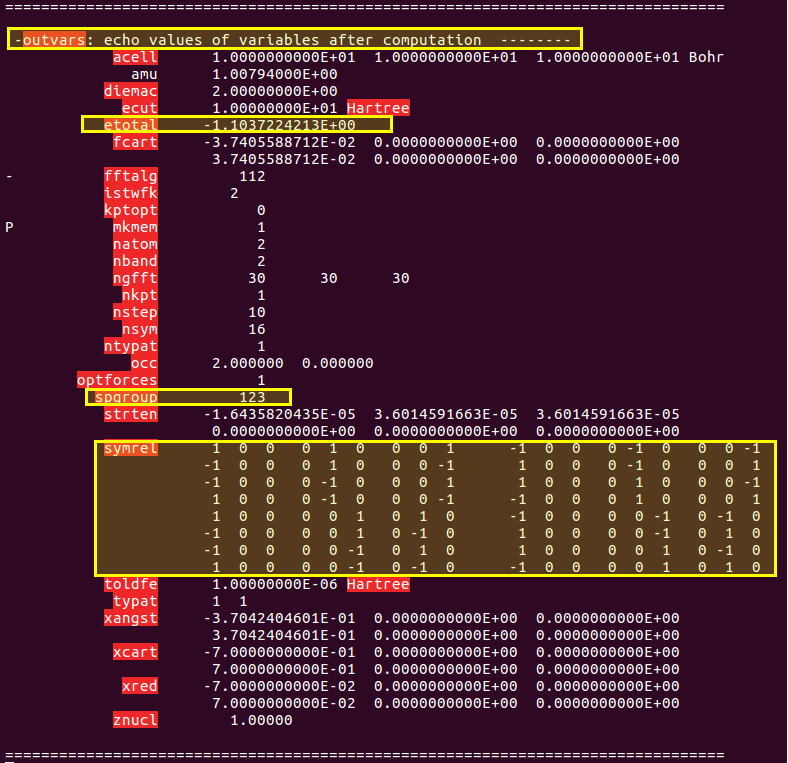 ================================================================================
-outvars: echo values of variables after computation  --------
            acell      1.0000000000E+01  1.0000000000E+01  1.0000000000E+01 Bohr
              amu      1.00794000E+00
           diemac      2.00000000E+00
             ecut      1.00000000E+01 Hartree
           etotal     -1.1037224213E+00
            fcart     -3.7405588712E-02  0.0000000000E+00  0.0000000000E+00
                       3.7405588712E-02  0.0000000000E+00  0.0000000000E+00
-          fftalg         112
           istwfk        2
           kptopt           0
P           mkmem           1
            natom           2
            nband           2
            ngfft          30      30      30
             nkpt           1
            nstep          10
             nsym          16
           ntypat           1
              occ      2.000000  0.000000
        optforces           1
          spgroup         123
           strten     -1.6435820435E-05  3.6014591663E-05  3.6014591663E-05
                       0.0000000000E+00  0.0000000000E+00  0.0000000000E+00
           symrel      1  0  0   0  1  0   0  0  1      -1  0  0   0 -1  0   0  0 -1
                      -1  0  0   0  1  0   0  0 -1       1  0  0   0 -1  0   0  0  1
                      -1  0  0   0 -1  0   0  0  1       1  0  0   0  1  0   0  0 -1
                       1  0  0   0 -1  0   0  0 -1      -1  0  0   0  1  0   0  0  1
                       1  0  0   0  0  1   0  1  0      -1  0  0   0  0 -1   0 -1  0
                      -1  0  0   0  0  1   0 -1  0       1  0  0   0  0 -1   0  1  0
                      -1  0  0   0  0 -1   0  1  0       1  0  0   0  0  1   0 -1  0
                       1  0  0   0  0 -1   0 -1  0      -1  0  0   0  0  1   0  1  0
           toldfe      1.00000000E-06 Hartree
            typat      1  1
           xangst     -3.7042404601E-01  0.0000000000E+00  0.0000000000E+00
                       3.7042404601E-01  0.0000000000E+00  0.0000000000E+00
            xcart     -7.0000000000E-01  0.0000000000E+00  0.0000000000E+00
                       7.0000000000E-01  0.0000000000E+00  0.0000000000E+00
             xred     -7.0000000000E-02  0.0000000000E+00  0.0000000000E+00
                       7.0000000000E-02  0.0000000000E+00  0.0000000000E+00
            znucl        1.00000
================================================================================